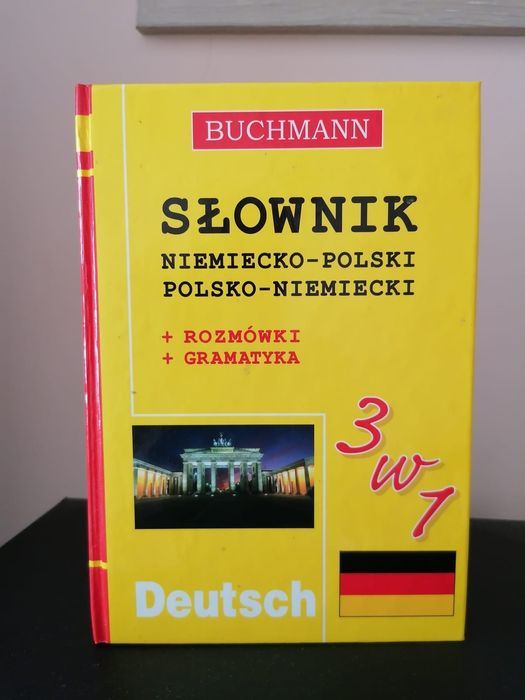 BUCHMANN
SŁOWNIK
NIEMIECKO-POLSKI
POLSKO-NIEMIECKI
+ ROZMÓWKI
+ GRAMATYKA
3 w 1
Deutsch